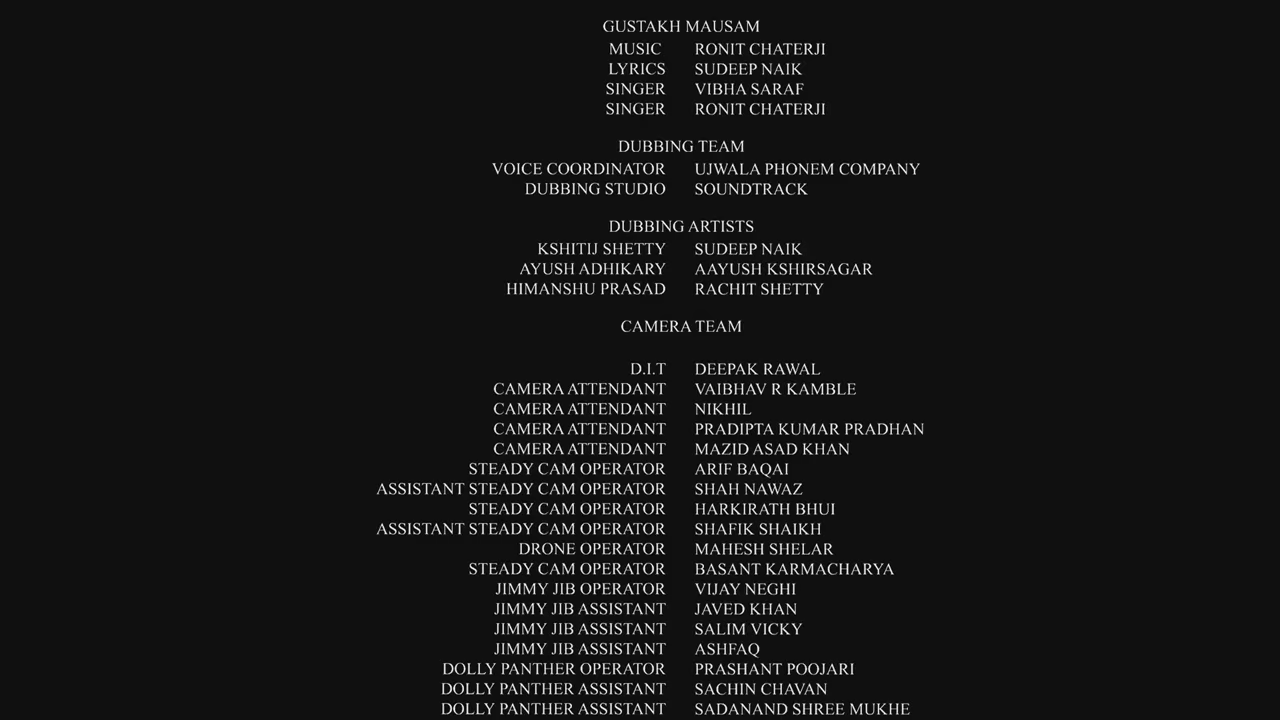 GUSTAKH MAUSAM
MUSIC RONIT CHATERJI
LYRICS SUDEEP NAIK
SINGER VIBHA SARAF
SINGER RONIT CHATERJI
DUBBING TEAM
VOICE COORDINATOR UJWALA PHONEM COMPANY
DUBBING STUDIO SOUNDTRACK
DUBBING ARTISTS
KSHITIJ SHETTY SUDEEP NAIK
AYUSH ADHIKARY AAYUSH KSHIRSAGAR
HIMANSHU PRASAD RACHIT SHETTY
CAMERA TEAM
D.I.T DEEPAK RAWAL
CAMERA ATTENDANT VAIBHAV R KAMBLE
CAMERA ATTENDANT NIKHIL
CAMERA ATTENDANT PRADIPTA KUMAR PRADHAN
CAMERA ATTENDANT MAZID ASAD KHAN
STEADY CAM OPERATOR ARIF BAQAI
ASSISTANT STEADY CAM OPERATOR SHAH NAWAZ
STEADY CAM OPERATOR HARKIRATH BHUI
ASSISTANT STEADY CAM OPERATOR SHAFIK SHAIKH
DRONE OPERATOR MAHESH SHELAR
STEADY CAM OPERATOR BASANT KARMACHARYA
JIMMY JIB OPERATOR VIJAY NEGHI
JIMMY JIB ASSISTANT JAVED KHAN
JIMMY JIB ASSISTANT SALIM VICKY
JIMMY JIB ASSISTANT ASHFAQ
DOLLY PANTHER OPERATOR PRASHANT POOJARI
DOLLY PANTHER ASSISTANT SACHIN CHAVAN
DOLLY PANTHER ASSISTANT SADANAND SHREE MUKHE